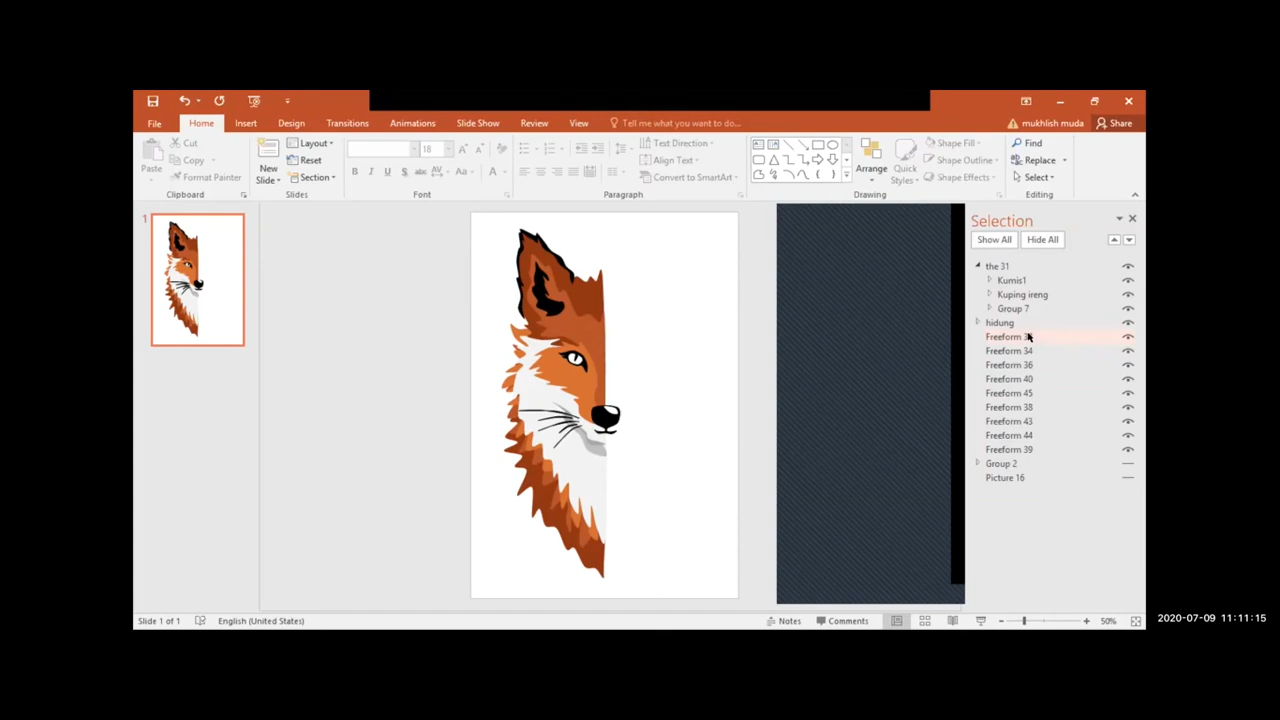 File Home Insert Design Transitions Animations Slide Show Review View Tell me what you want to do... mukhlish muda Share
Paste
Cut
Copy
Format Painter
Clipboard
New Slide
Layout
Reset
Section
Slides
18
B I U S abc AV Aa A
Font
Text Direction
Align Text
Convert to SmartArt
Paragraph
Arrange
Quick Styles
Shape Fill
Shape Outline
Shape Effects
Drawing
Find
Replace
Select
Editing
1
Selection
Show All Hide All
the 31
Kumis1
Kuping ireng
Group 7
hidung
Freeform
Freeform 34
Freeform 36
Freeform 40
Freeform 45
Freeform 38
Freeform 43
Freeform 44
Freeform 39
Group 2
Picture 16
Slide 1 of 1 English (United States) Notes Comments 50%
2020-07-09 11:11:15